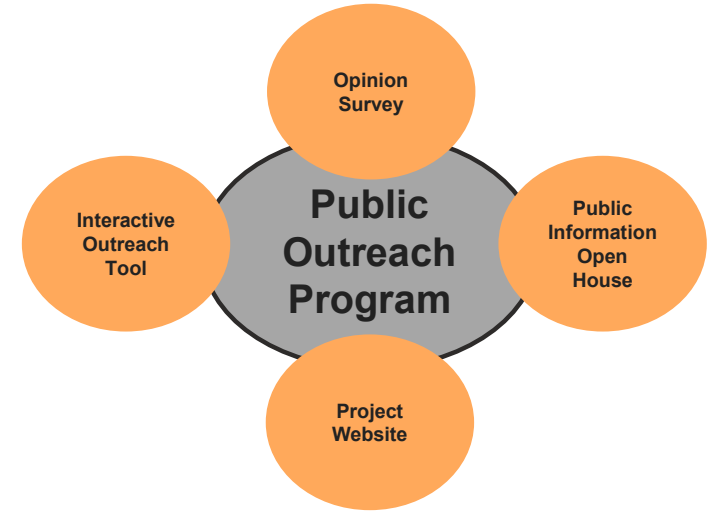 Opinion
Survey
Interactive
Outreach
Tool
Public
Outreach
Program
Public
Information
Open
House
Project
Website